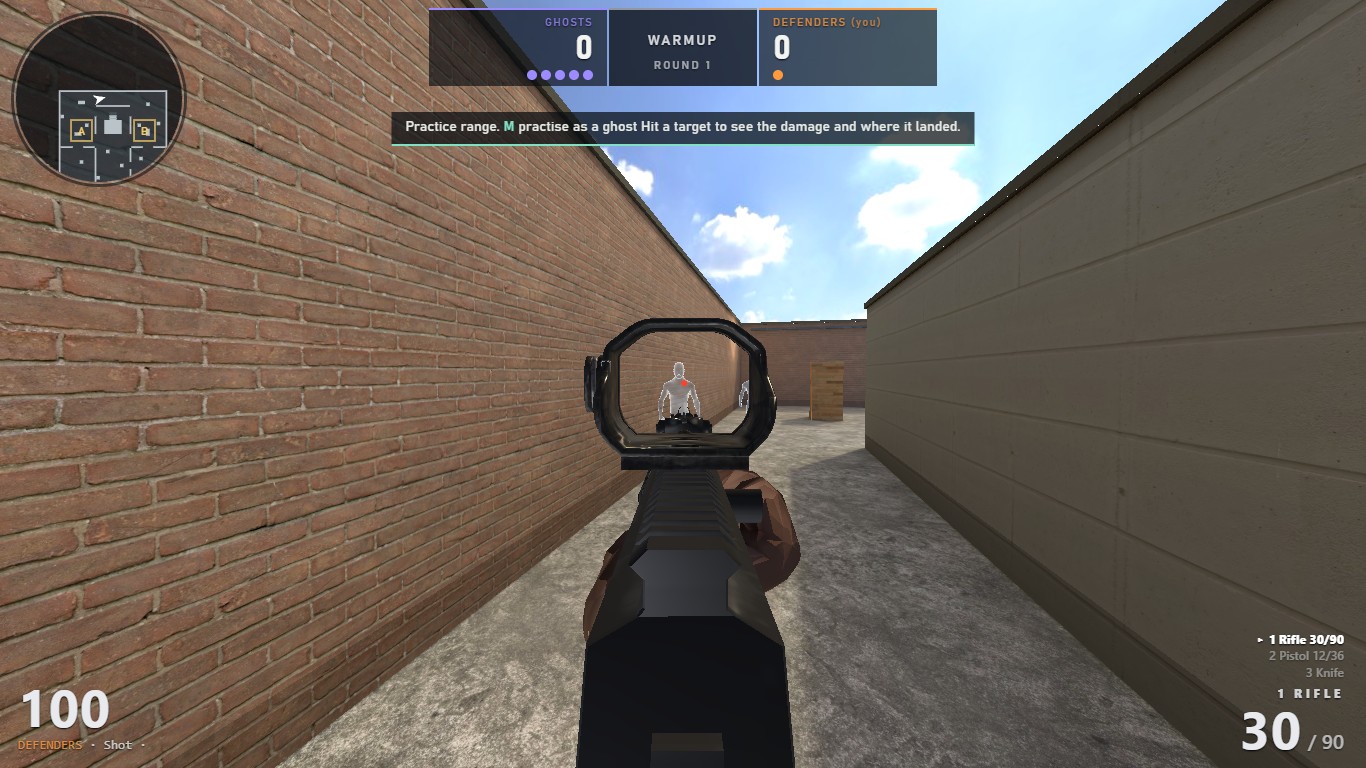 GHOSTS
0
WARMUP
ROUND 1
DEFENDERS (you)
0
A
B
Practice range. M practise as a ghost Hit a target to see the damage and where it landed.
▸ 1 Rifle 30/90
2 Pistol 12/36
3 Knife
1 RIFLE
30 / 90
100
DEFENDERS · Shot ·